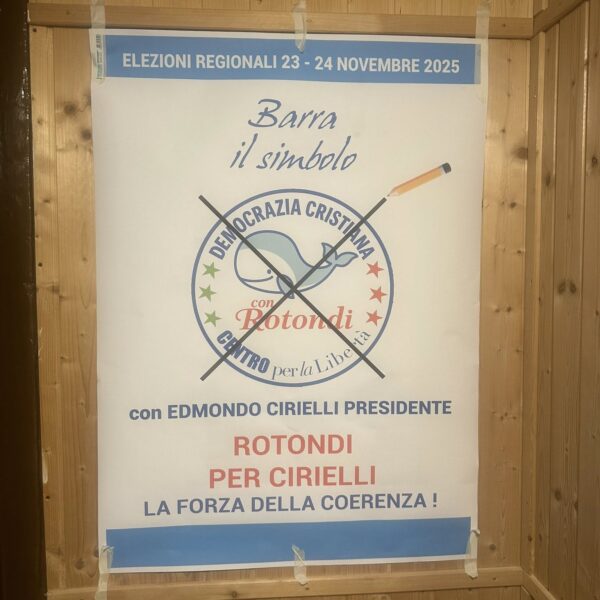 ELEZIONI REGIONALI 23 - 24 NOVEMBRE 2025
Barra
il simbolo
DEMOCRAZIA CRISTIANA
con
Rotondi
CENTRO per la Libertà
con EDMONDO CIRIELLI PRESIDENTE
ROTONDI
PER CIRIELLI
LA FORZA DELLA COERENZA !